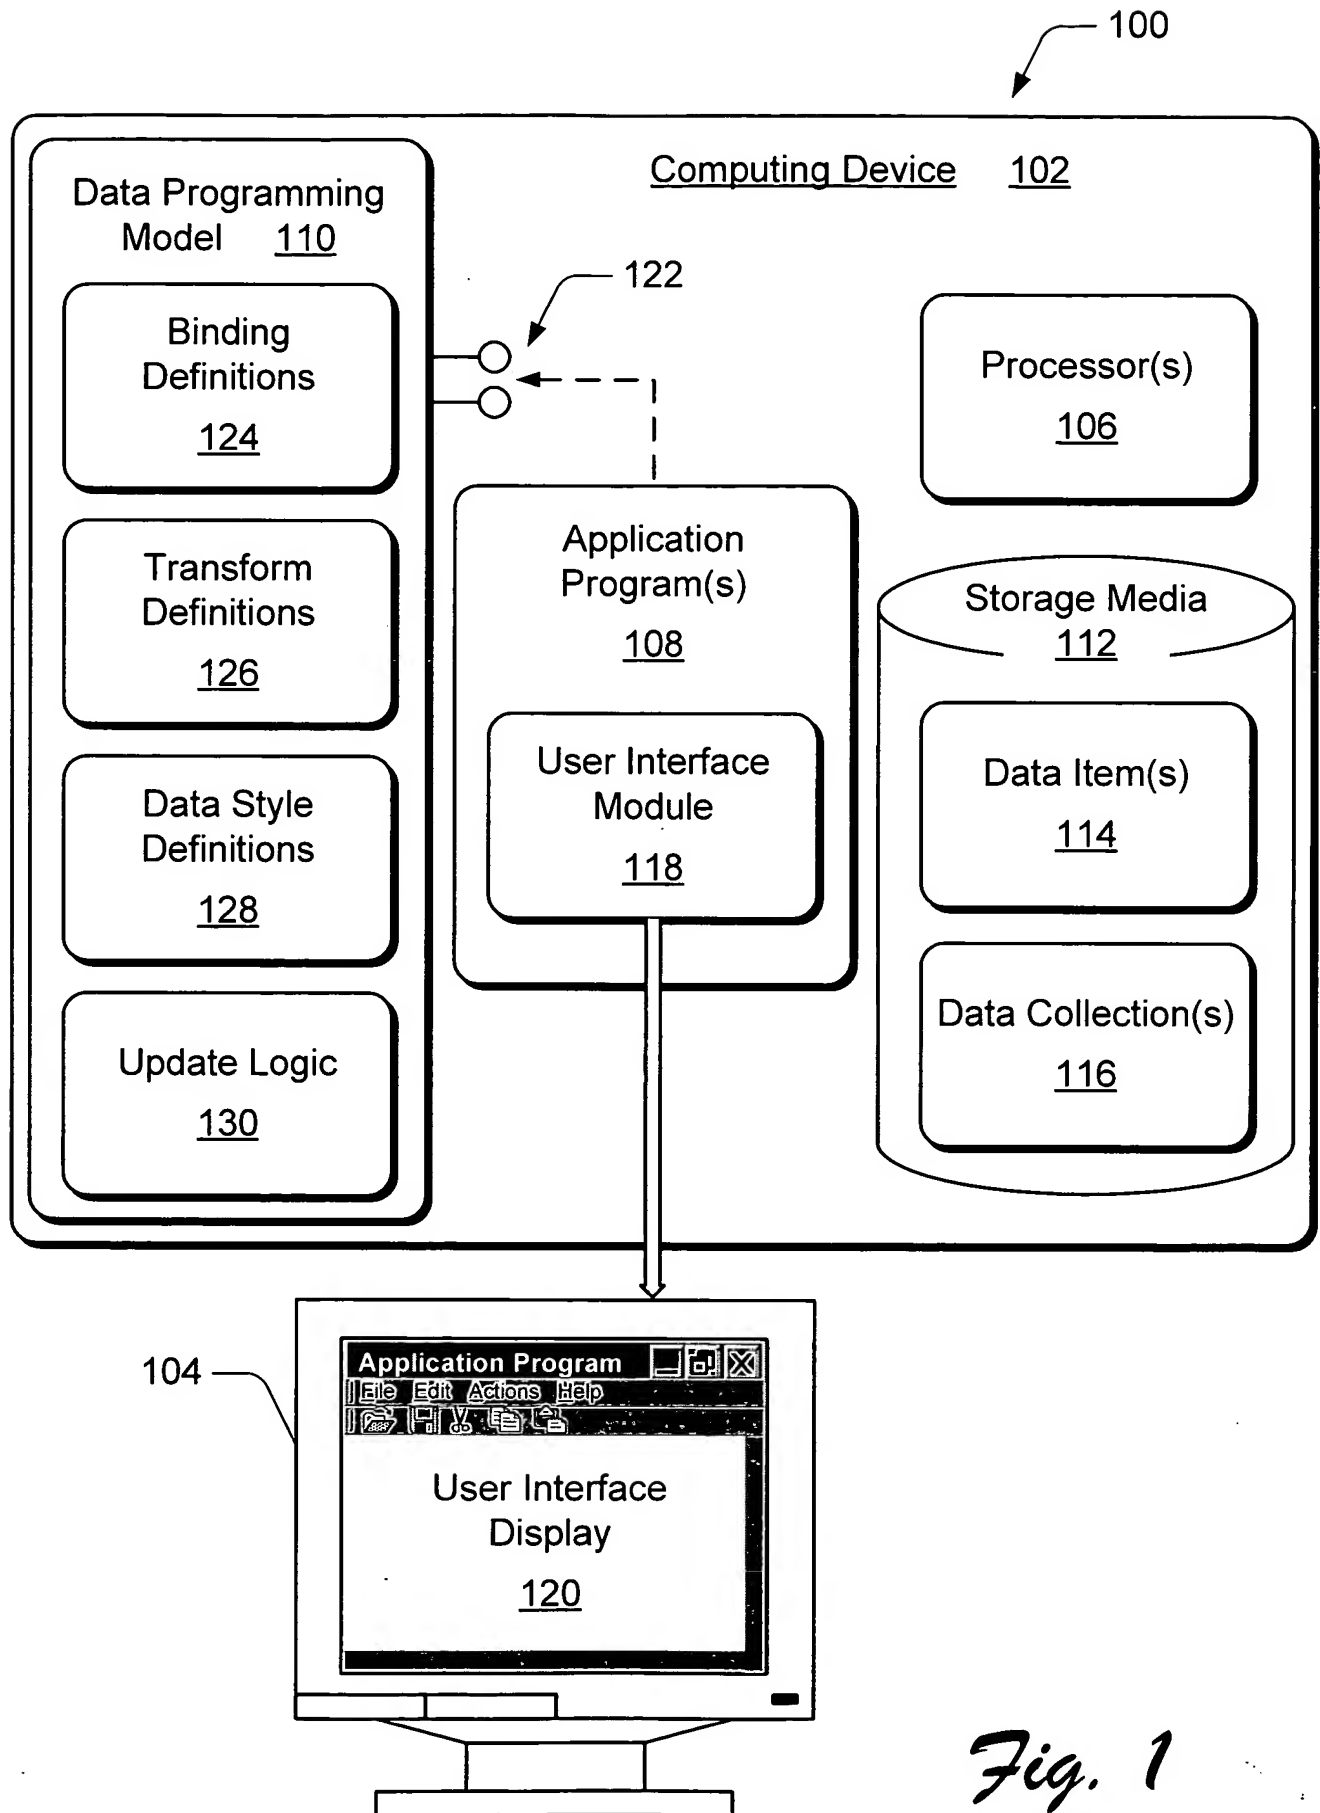 100
Computing Device 102
Data Programming
Model 110
122
Binding
Definitions
124
Processor(s)
106
Transform
Definitions
126
Application
Program(s)
108
Storage Media
112
User Interface
Module
118
Data Item(s)
114
Data Style
Definitions
128
Data Collection(s)
116
Update Logic
130
104
Application Program
File Edit Actions Help
User Interface
Display
120
Fig. 1